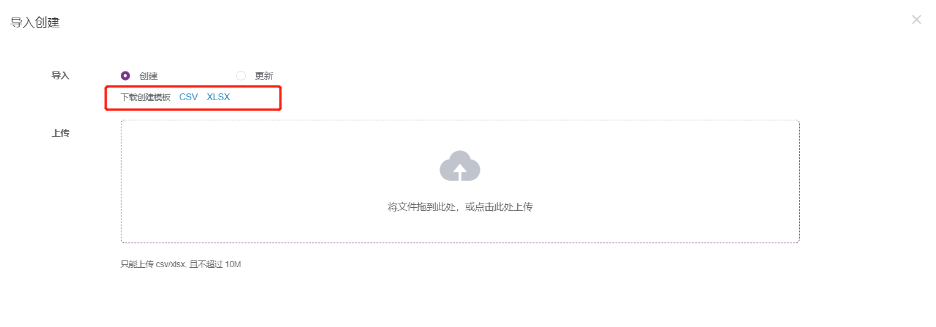 导入创建
导入 创建 更新
下载创建模板 CSV XLSX
上传
将文件拖到此处，或点击此处上传
只能上传 csv/xlsx, 且不超过 10M